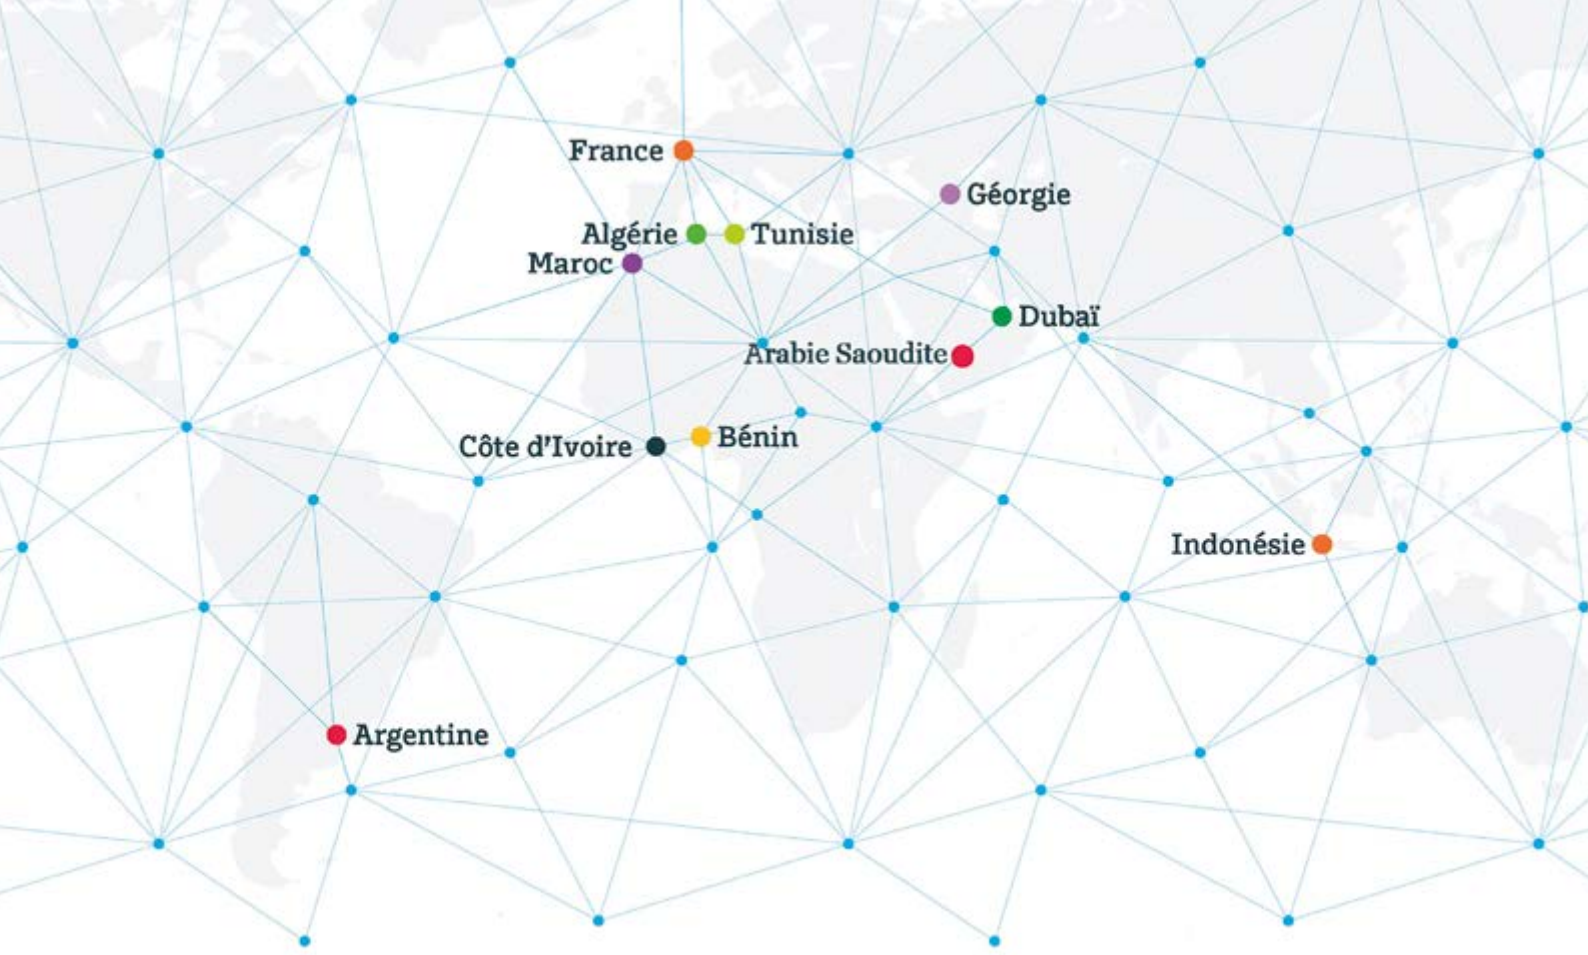 France
Géorgie
Algérie
Tunisie
Maroc
Dubaï
Arabie Saoudite
Côte d'Ivoire
Bénin
Indonésie
Argentine